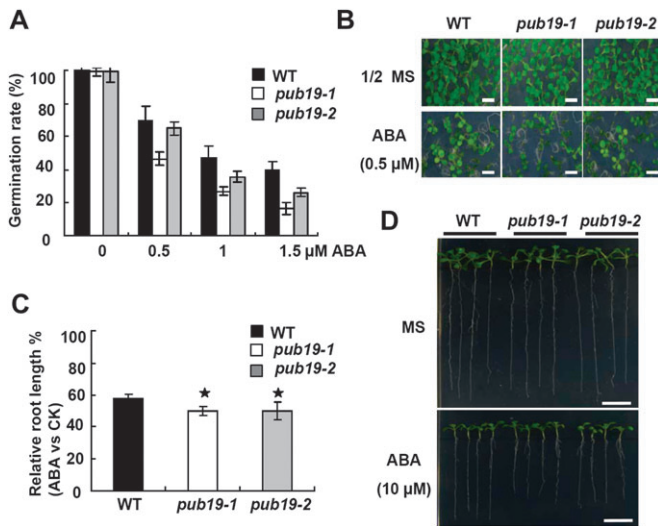 A
WT
pub19-1
pub19-2
Germination rate (%)
100
80
60
40
20
0
0 0.5 1 1.5 µM ABA
B
WT pub19-1 pub19-2
1/2 MS
ABA
(0.5 µM)
C
WT
pub19-1
pub19-2
Relative root length %
(ABA vs CK)
100
80
60
40
20
0
WT pub19-1 pub19-2
D
WT pub19-1 pub19-2
MS
ABA
(10 µM)